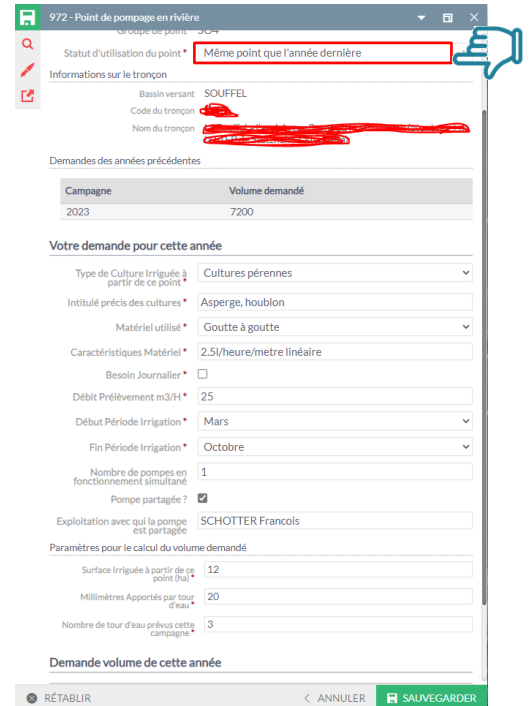 972 - Point de pompage en rivière
Groupe de point SO4
Statut d'utilisation du point * Même point que l'année dernière
Informations sur le tronçon
Bassin versant SOUFFEL
Code du tronçon
Nom du tronçon
Demandes des années précédentes
Campagne Volume demandé
2023 7200
Votre demande pour cette année
Type de Culture Irriguée à
partir de ce point * Cultures pérennes
Intitulé précis des cultures * Asperge, houblon
Matériel utilisé * Goutte à goutte
Caractéristiques Matériel * 2.5l/heure/metre linéaire
Besoin Journalier *
Débit Prélèvement m3/H * 25
Début Période Irrigation * Mars
Fin Période Irrigation * Octobre
Nombre de pompes en
fonctionnement simultané 1
Pompe partagée ?
Exploitation avec qui la pompe
est partagée SCHOTTER Francois
Paramètres pour le calcul du volume demandé
Surface Irriguée à partir de ce
point (ha) * 12
Millimètres Apportés par tour
d'eau * 20
Nombre de tour d'eau prévus cette
campagne * 3
Demande volume de cette année
RÉTABLIR < ANNULER SAUVEGARDER